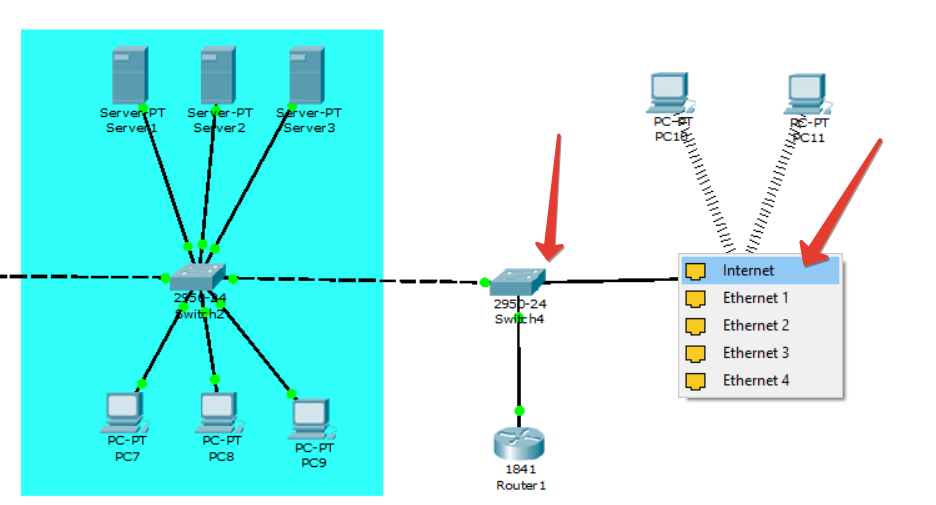 Server-PT
Server1
Server-PT
Server2
Server-PT
Server3
PC-PT
PC10
PC-PT
PC11
2950-24
Switch2
2950-24
Switch4
Internet
Ethernet 1
Ethernet 2
Ethernet 3
Ethernet 4
PC-PT
PC7
PC-PT
PC8
PC-PT
PC9
1841
Router1